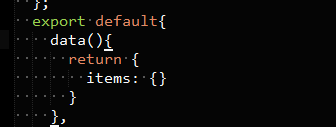 };
export default{
data(){
return {
items: {}
}
},